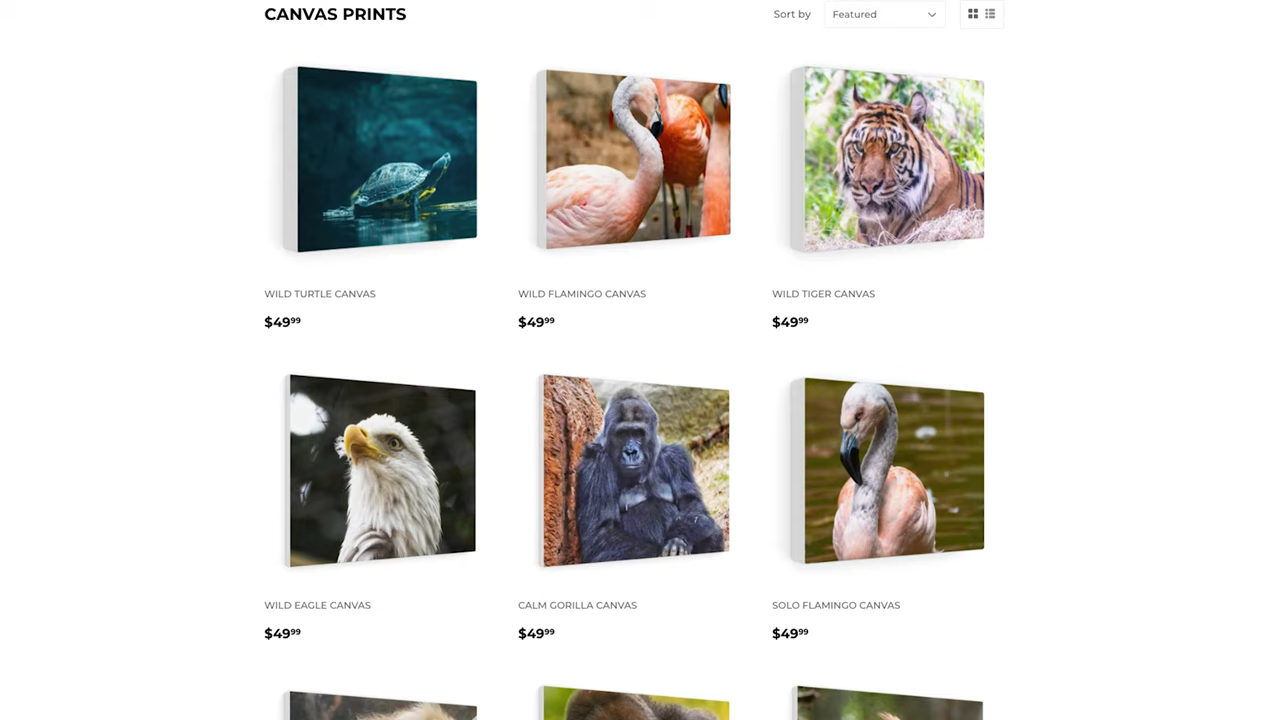 CANVAS PRINTS
Sort by
Featured
WILD TURTLE CANVAS
WILD FLAMINGO CANVAS
WILD TIGER CANVAS
$4999
$4999
$4999
WILD EAGLE CANVAS
CALM GORILLA CANVAS
SOLO FLAMINGO CANVAS
$4999
$4999
$4999